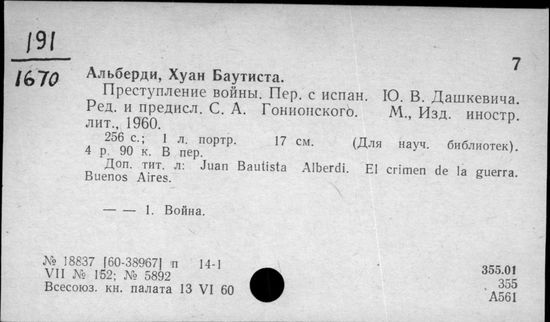 191
1670
7
Альберди, Хуан Баутиста.
Преступление войны. Пер. с испан. Ю. В. Дашкевича.
Ред. и предисл. С. А. Гонионского. М., Изд. иностр.
лит., 1960.
256 с.; 1 л. портр. 17 см. (Для науч. библиотек).
4 р. 90 к. В пер.
Доп. тит. л: Juan Bautista Alberdi. El crimen de la guerra.
Buenos Aires.
— — 1. Война.
№ 18837 [60-38967] п 14-1
VII № 152; № 5892
Всесоюз. кн. палата 13 VI 60
355.01
355
А561